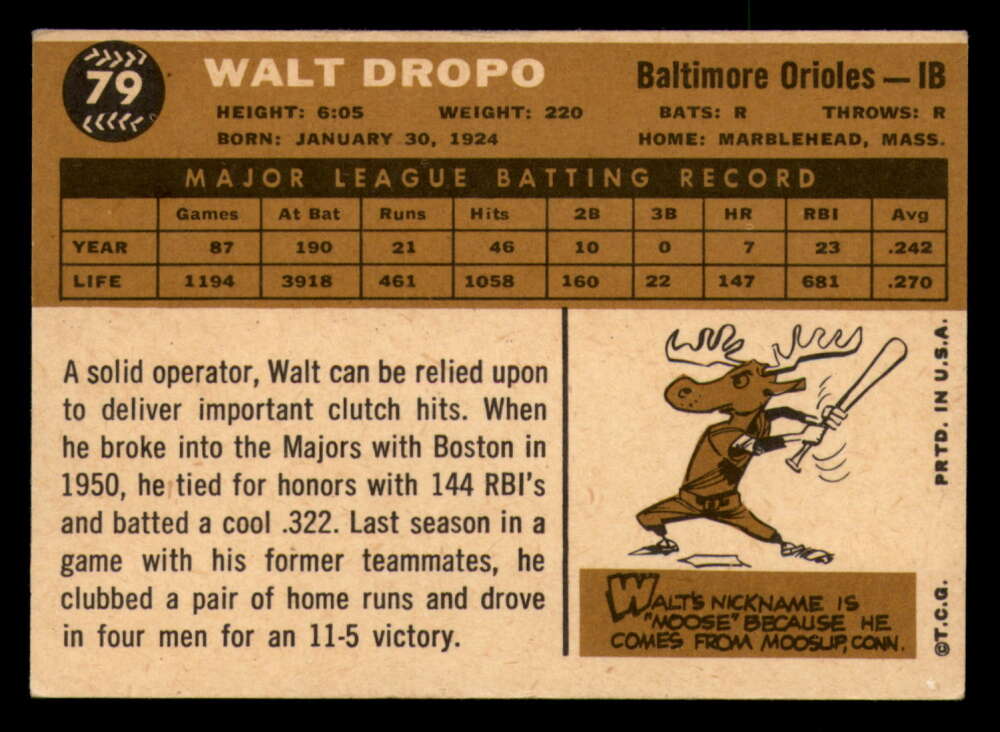 79
WALT DROPO
Baltimore Orioles — 1B
HEIGHT: 6:05 WEIGHT: 220 BATS: R THROWS: R
BORN: JANUARY 30, 1924 HOME: MARBLEHEAD, MASS.
MAJOR LEAGUE BATTING RECORD
Games At Bat Runs Hits 2B 3B HR RBI Avg
YEAR 87 190 21 46 10 0 7 23 .242
LIFE 1194 3918 461 1058 160 22 147 681 .270
A solid operator, Walt can be relied upon
to deliver important clutch hits. When
he broke into the Majors with Boston in
1950, he tied for honors with 144 RBI's
and batted a cool .322. Last season in a
game with his former teammates, he
clubbed a pair of home runs and drove
in four men for an 11-5 victory.
WALT'S NICKNAME IS
"MOOSE" BECAUSE HE
COMES FROM MOOSUP, CONN.
©T.C.G. PRTD. IN U.S.A.